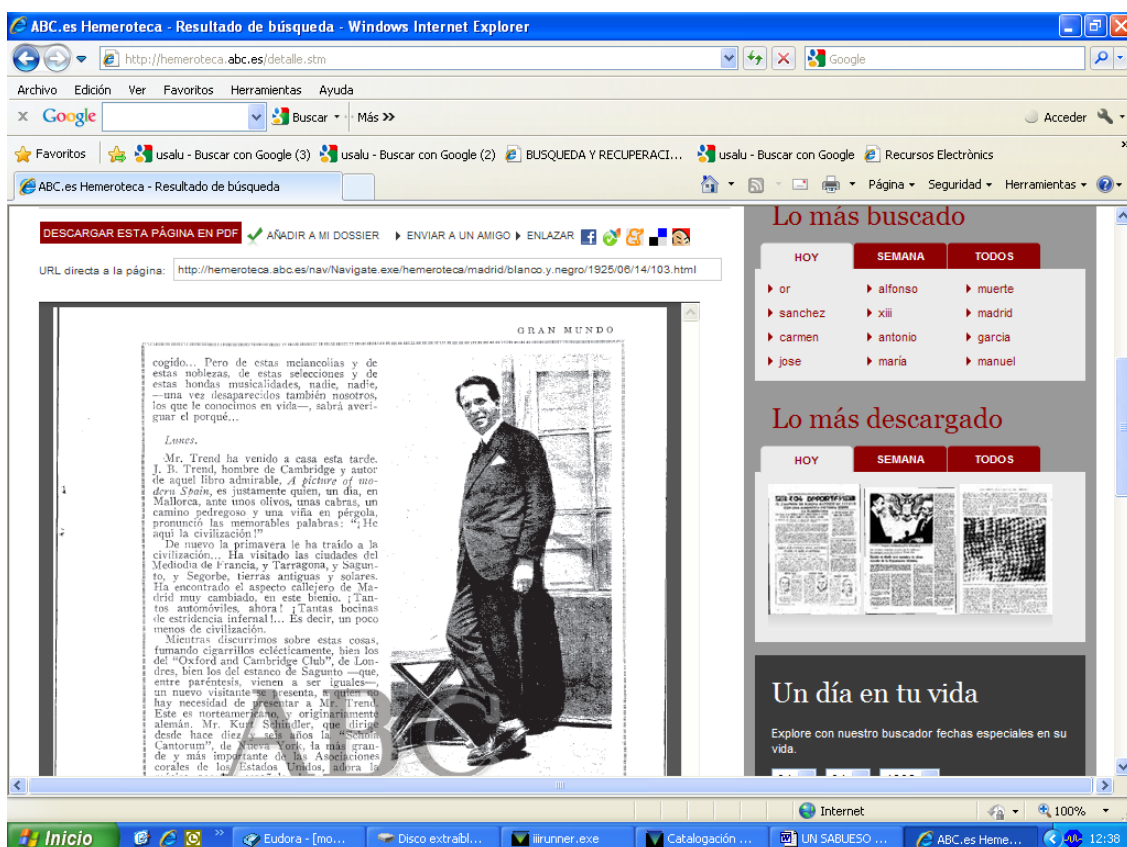 ABC.es Hemeroteca - Resultado de búsqueda - Windows Internet Explorer
http://hemeroteca.abc.es/detalle.stm
Google
Archivo Edición Ver Favoritos Herramientas Ayuda
x Google Buscar Más >> Acceder
Favoritos usalu - Buscar con Google (3) usalu - Buscar con Google (2) BUSQUEDA Y RECUPERACI... usalu - Buscar con Google Recursos Electrònics
ABC.es Hemeroteca - Resultado de búsqueda Página Seguridad Herramientas
DESCARGAR ESTA PÁGINA EN PDF AÑADIR A MI DOSSIER ENVIAR A UN AMIGO ENLAZAR
URL directa a la página: http://hemeroteca.abc.es/nav/Navigate.exe/hemeroteca/madrid/blanco.y.negro/1925/06/14/103.html
GRAN MUNDO
cogido... Pero de estas melancolías y de
estas noblezas, de estas selecciones y de
estas hondas musicalidades, nadie, nadie,
—una vez desaparecidos también nosotros,
los que le conocimos en vida—, sabrá averi-
guar el porqué...
Lunes.
Mr. Trend ha venido a casa esta tarde.
J. B. Trend, hombre de Cambridge y autor
de aquel libro admirable, A picture of mo-
dern Spain, es justamente quien, un día, en
Mallorca, ante unos olivos, unas cabras, un
camino pedregoso y una viña en pérgola,
pronunció las memorables palabras: "¡He
aquí la civilización!"
De nuevo la primavera le ha traído a la
civilización... Ha visitado las ciudades del
Mediodía de Francia, y Tarragona, y Sagun-
to, y Segorbe, tierras antiguas y solares.
Ha encontrado el aspecto callejero de Ma-
drid muy cambiado, en este bienio. ¡Tan-
tos automóviles, ahora! ¡Tantas bocinas
de estridencia infernal!... Es decir, un poco
menos de civilización.
Mientras discurrimos sobre estas cosas,
fumando cigarrillos eclécticamente, bien los
del "Oxford and Cambridge Club", de Lon-
dres, bien los del estanco de Sagunto —que,
entre paréntesis, vienen a ser iguales—,
un nuevo visitante se presenta, a quien no
hay necesidad de presentar a Mr. Trend.
Este es norteamericano, y originariamente
alemán. Mr. Kurt Schindler, que dirige
desde hace diez y seis años la "Schola
Cantorum", de Nueva York, la más gran-
de y más importante de las Asociaciones
corales de los Estados Unidos, adora la
ABC
Lo más buscado
HOY SEMANA TODOS
or alfonso muerte
sanchez xiii madrid
carmen antonio garcia
jose maría manuel
Lo más descargado
HOY SEMANA TODOS
Un día en tu vida
Explore con nuestro buscador fechas especiales en su
vida.
Internet 100%
Inicio Eudora - [mo... Disco extraíbl... iiirunner.exe Catalogación ... UN SABUESO ... ABC.es Heme... 12:38